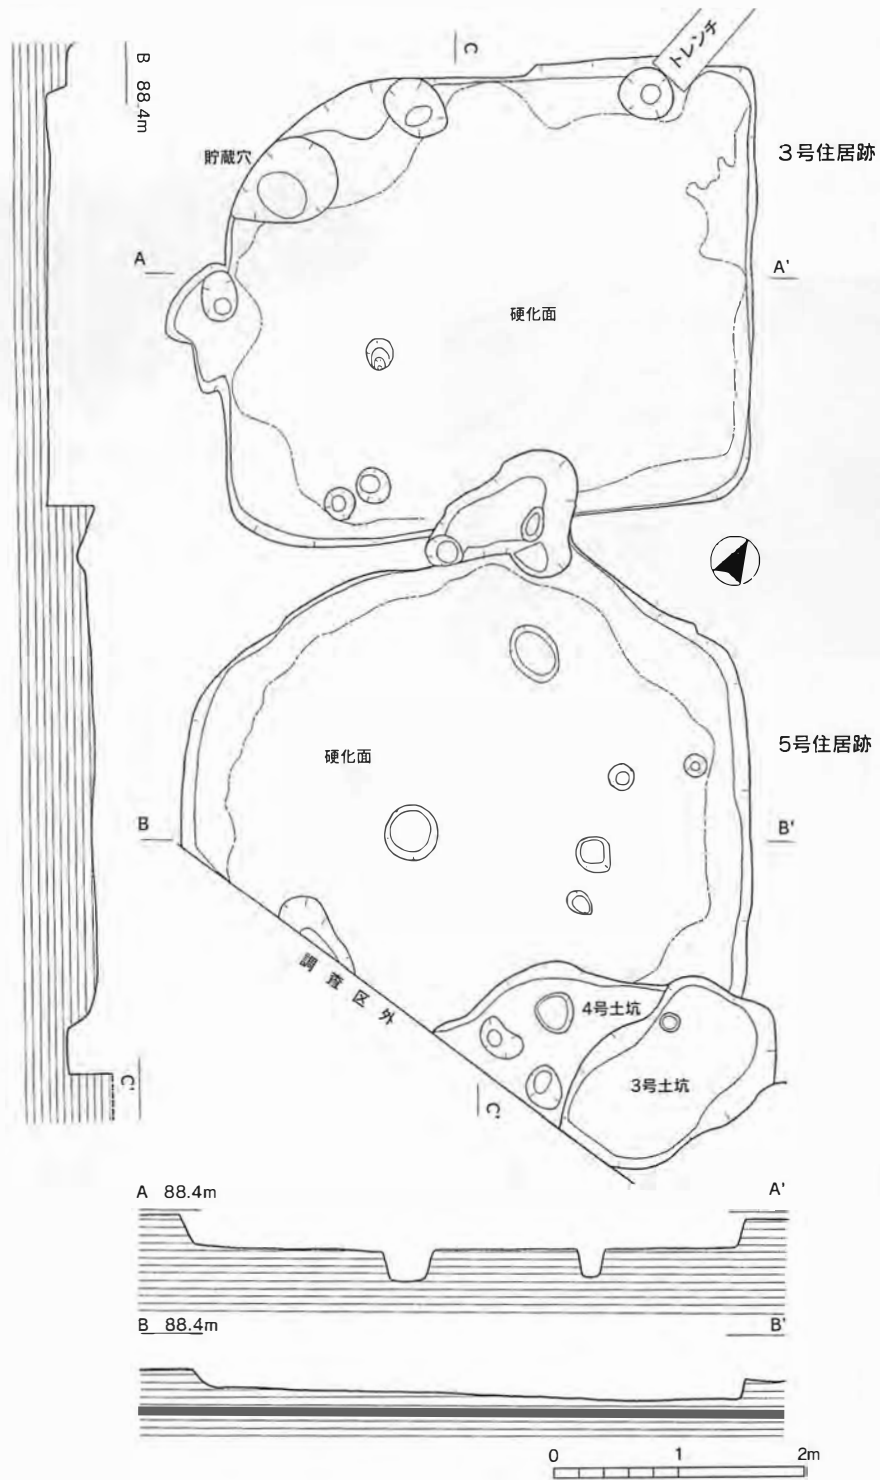 トレンチ
C
B 88.4m
3号住居跡
貯蔵穴
A
A'
硬化面
5号住居跡
硬化面
B
B'
調査区外
4号土坑
3号土坑
C'
C'
A 88.4m
A'
B 88.4m
B'
0 1 2m